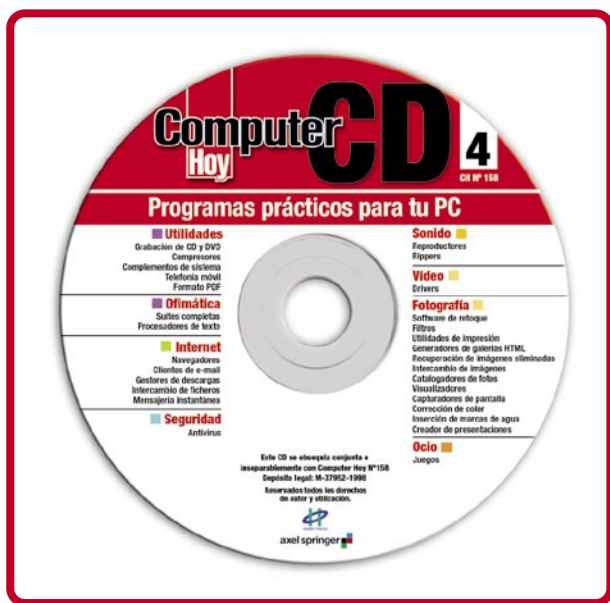 Computer
Hoy
CD
4
CH Nº 158
Programas prácticos para tu PC
Utilidades
Grabación de CD y DVD
Compresores
Complementos de sistema
Telefonía móvil
Formato PDF
Ofimática
Suites completas
Procesadores de texto
Internet
Navegadores
Clientes de e-mail
Gestores de descargas
Intercambio de ficheros
Mensajería instantánea
Seguridad
Antivirus
Sonido
Reproductores
Rippers
Vídeo
Drivers
Fotografía
Software de retoque
Filtros
Utilidades de impresión
Generadores de galerías HTML
Recuperación de imágenes eliminadas
Intercambio de imágenes
Catalogadores de fotos
Visualizadores
Capturadores de pantalla
Corrección de color
Inserción de marcas de agua
Creador de presentaciones
Ocio
Juegos
Este CD se obsequia conjunta e
inseparablemente con Computer Hoy Nº158
Depósito legal: M-37952-1998
Reservados todos los derechos
de autor y utilización.
axel springer